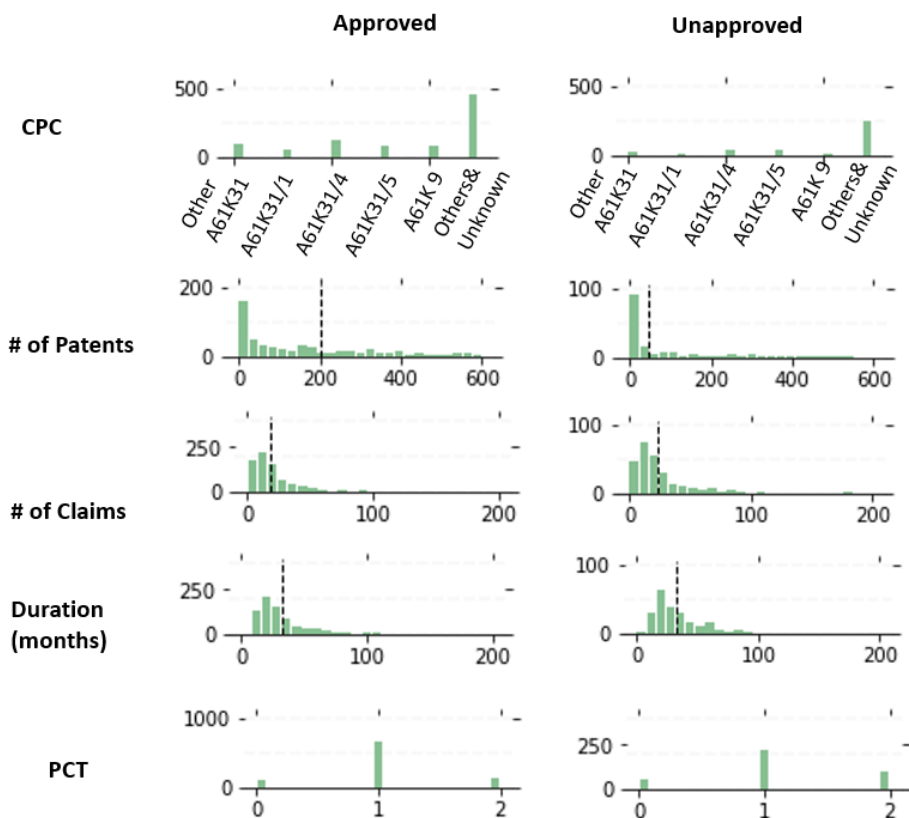 Approved
Unapproved
CPC
500
0
Other
A61K31
A61K31/1
A61K31/4
A61K31/5
A61K 9
Others&
Unknown
500
0
Other
A61K31
A61K31/1
A61K31/4
A61K31/5
A61K 9
Others&
Unknown
# of Patents
200
0
0 200 400 600
100
0
0 200 400 600
# of Claims
250
0
0 100 200
100
0
0 100 200
Duration
(months)
250
0
0 100 200
100
0
0 100 200
PCT
1000
0
0 1 2
250
0
0 1 2